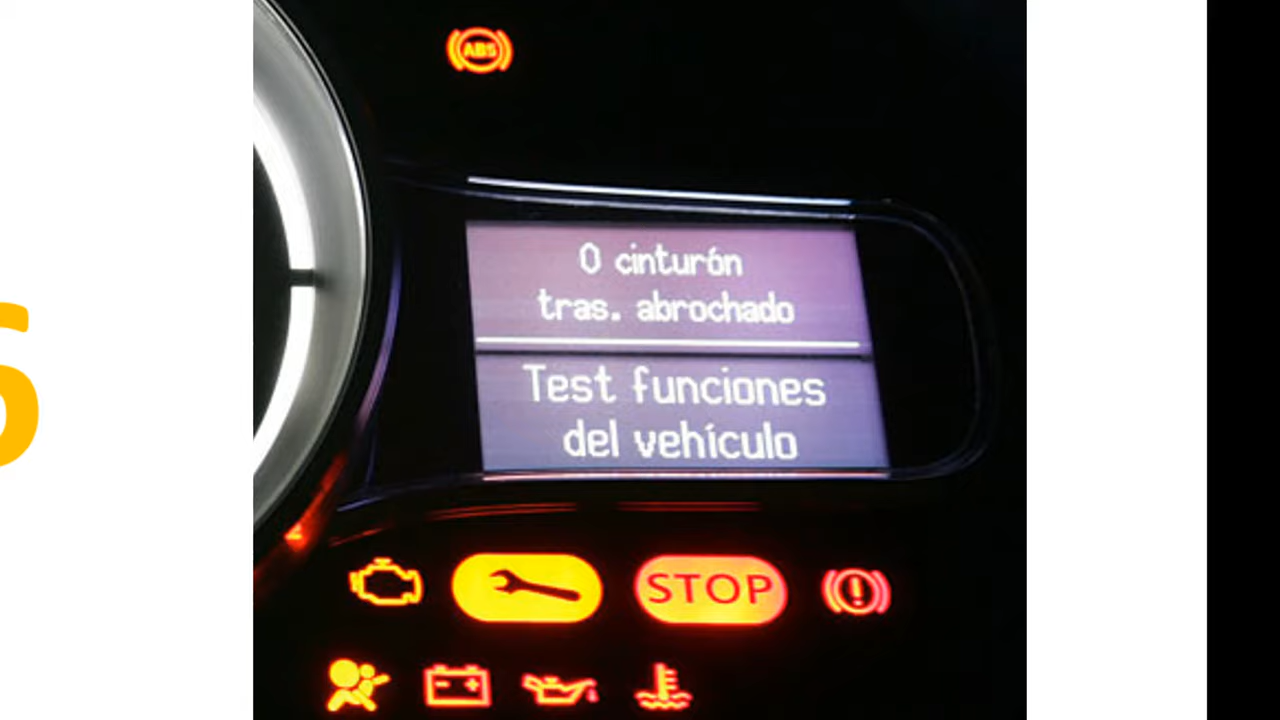 ABS
0 cinturón
tras. abrochado
Test funciones
del vehículo
STOP